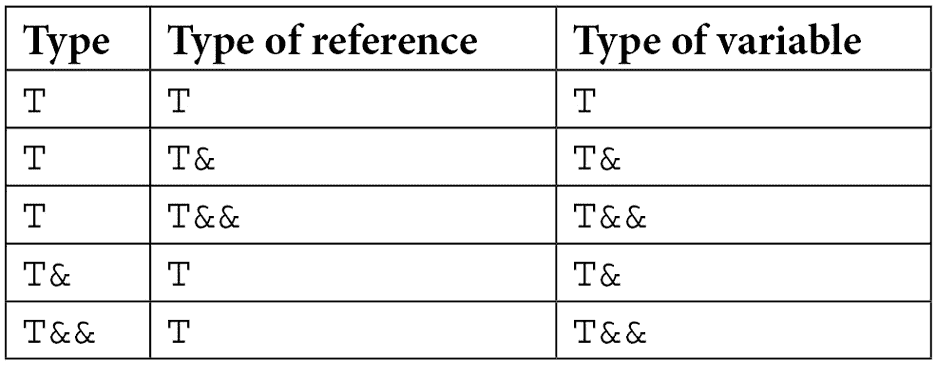 Type Type of reference Type of variable
T T T
T T& T&
T T&& T&&
T& T T&
T&& T T&&